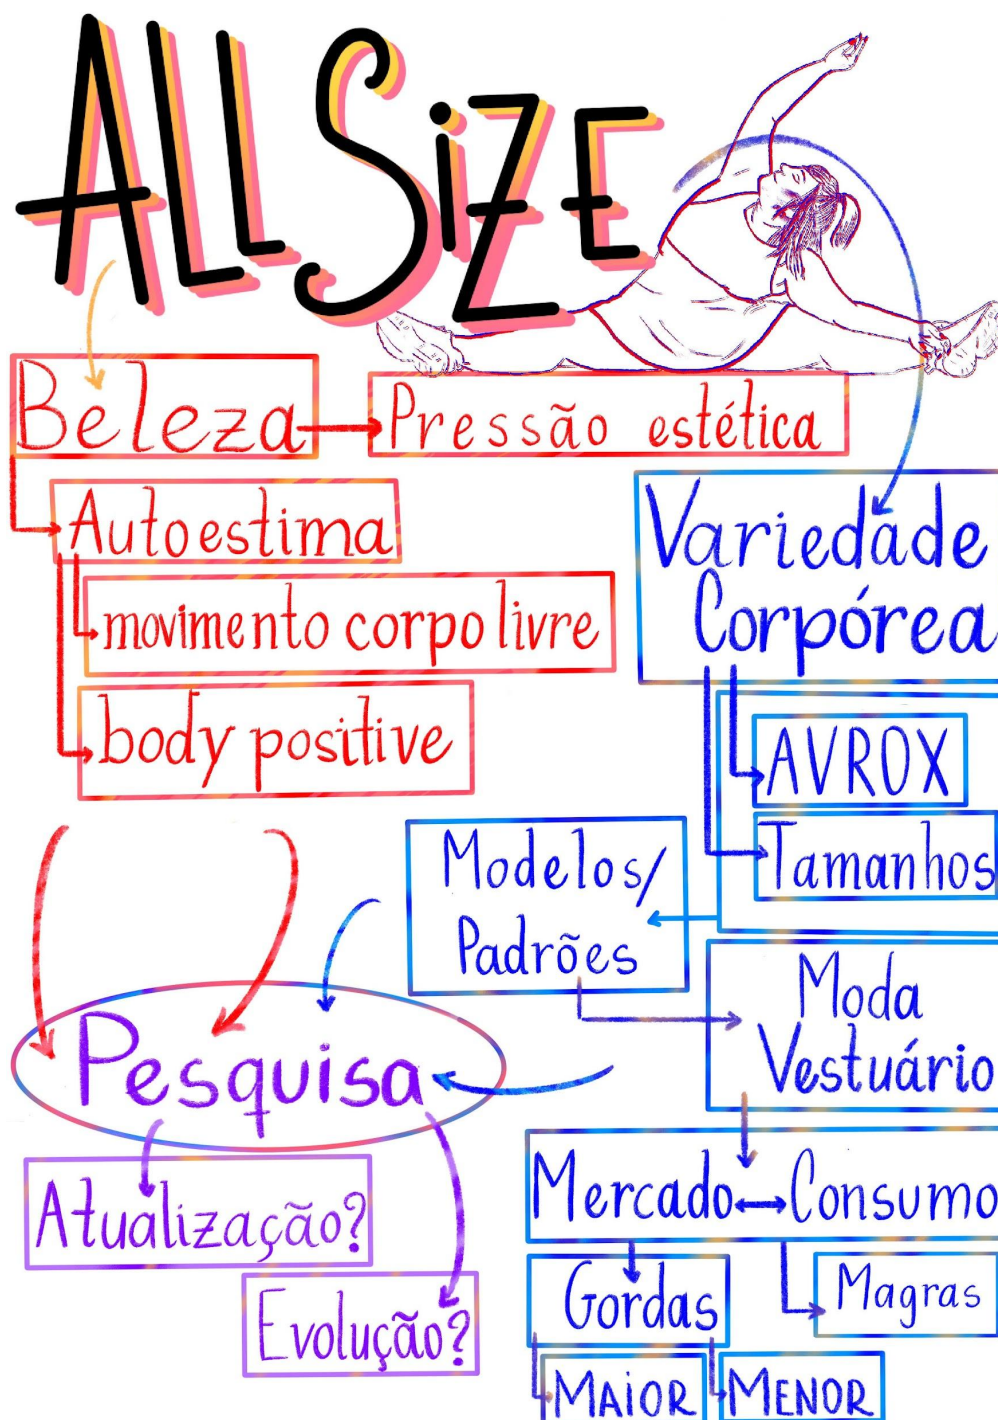 ALL SiZE
Beleza
Pressão estética
Autoestima
movimento corpo livre
body positive
Variedade
Corpórea
AVROX
Tamanhos
Modelos/
Padrões
Moda
Vestuário
Pesquisa
Atualização?
Evolução?
Mercado Consumo
Gordas
Magras
MAIOR
MENOR